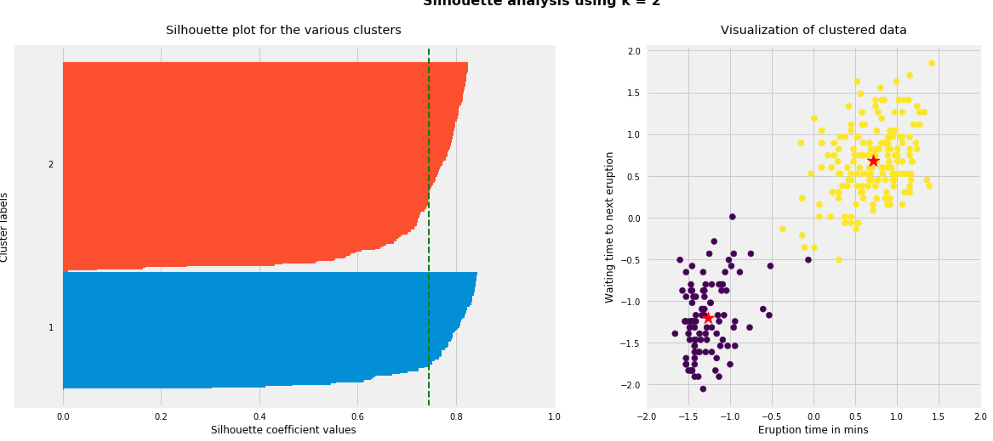 Silhouette analysis using k = 2
Silhouette plot for the various clusters
Cluster labels
2
1
0.0 0.2 0.4 0.6 0.8 1.0
Silhouette coefficient values
Visualization of clustered data
Waiting time to next eruption
2.0
1.5
1.0
0.5
0.0
−0.5
−1.0
−1.5
−2.0
−2.0 −1.5 −1.0 −0.5 0.0 0.5 1.0 1.5 2.0
Eruption time in mins